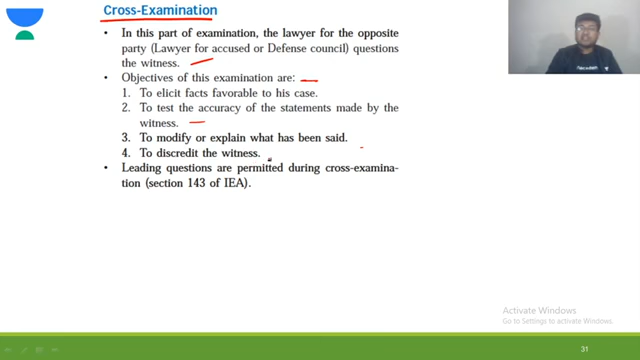 Cross-Examination
• In this part of examination, the lawyer for the opposite
party (Lawyer for accused or Defense council) questions
the witness.
• Objectives of this examination are:
1. To elicit facts favorable to his case.
2. To test the accuracy of the statements made by the
witness.
3. To modify or explain what has been said.
4. To discredit the witness.
• Leading questions are permitted during cross-examina-
tion (section 143 of IEA).
Activate Windows
Go to Settings to activate Windows.
31